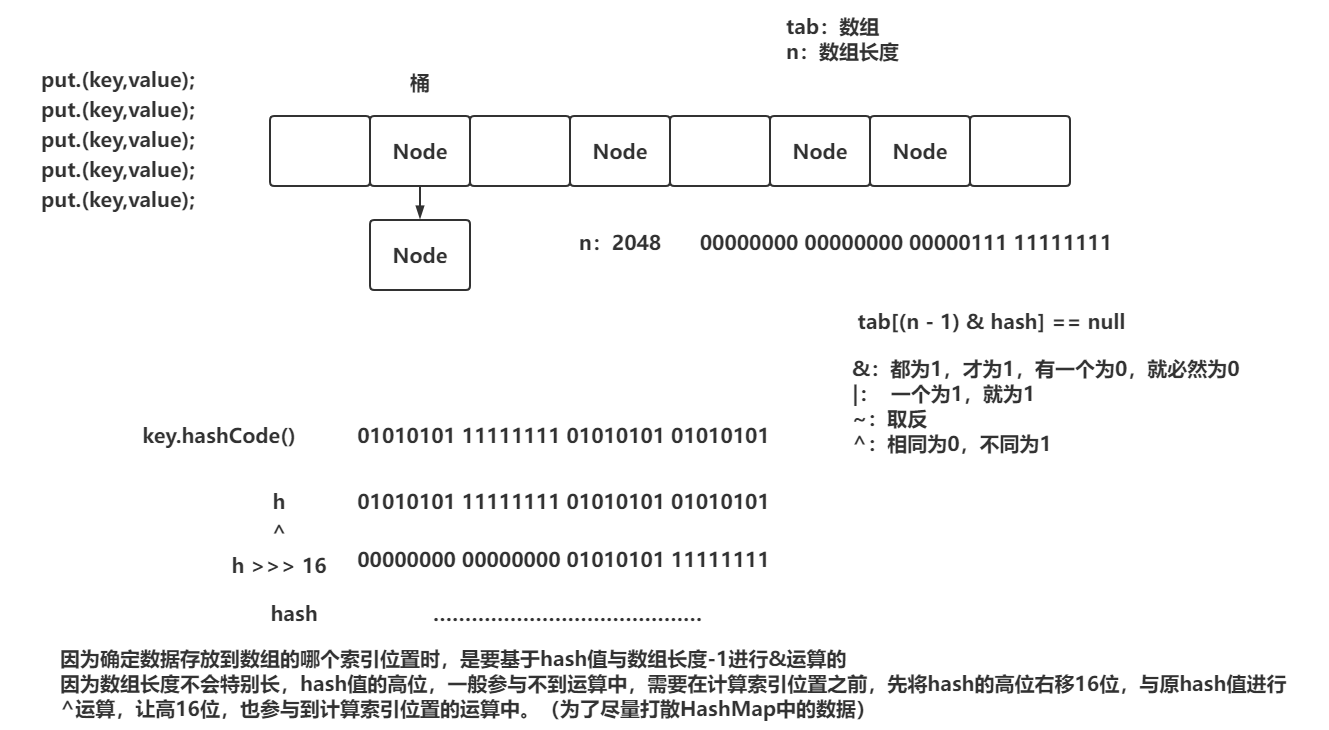 tab：数组
n：数组长度
put.(key,value);
put.(key,value);
put.(key,value);
put.(key,value);
put.(key,value);
桶
Node
Node
Node
Node
Node
n：2048 00000000 00000000 00000111 11111111
tab[(n - 1) & hash] == null
&：都为1，才为1，有一个为0，就必然为0
|： 一个为1，就为1
~：取反
^：相同为0，不同为1
key.hashCode() 01010101 11111111 01010101 01010101
h 01010101 11111111 01010101 01010101
^
h >>> 16 00000000 00000000 01010101 11111111
hash ..........................................
因为确定数据存放到数组的哪个索引位置时，是要基于hash值与数组长度-1进行&运算的
因为数组长度不会特别长，hash值的高位，一般参与不到运算中，需要在计算索引位置之前，先将hash的高位右移16位，与原hash值进行
^运算，让高16位，也参与到计算索引位置的运算中。（为了尽量打散HashMap中的数据）